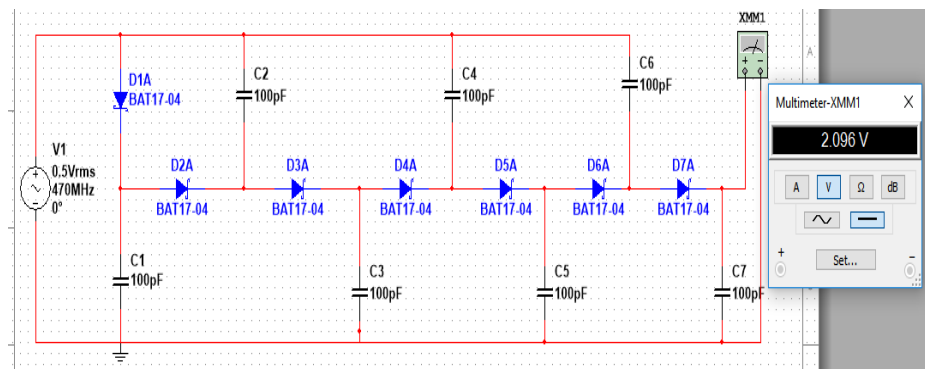 XMM1
D1A
BAT17-04
C2
100pF
C4
100pF
C6
100pF
V1
0.5Vrms
470MHz
0°
D2A
BAT17-04
D3A
BAT17-04
D4A
BAT17-04
D5A
BAT17-04
D6A
BAT17-04
D7A
BAT17-04
C1
100pF
C3
100pF
C5
100pF
C7
100pF
A
Multimeter-XMM1 X
2.096 V
A V Ω dB
+ Set... −